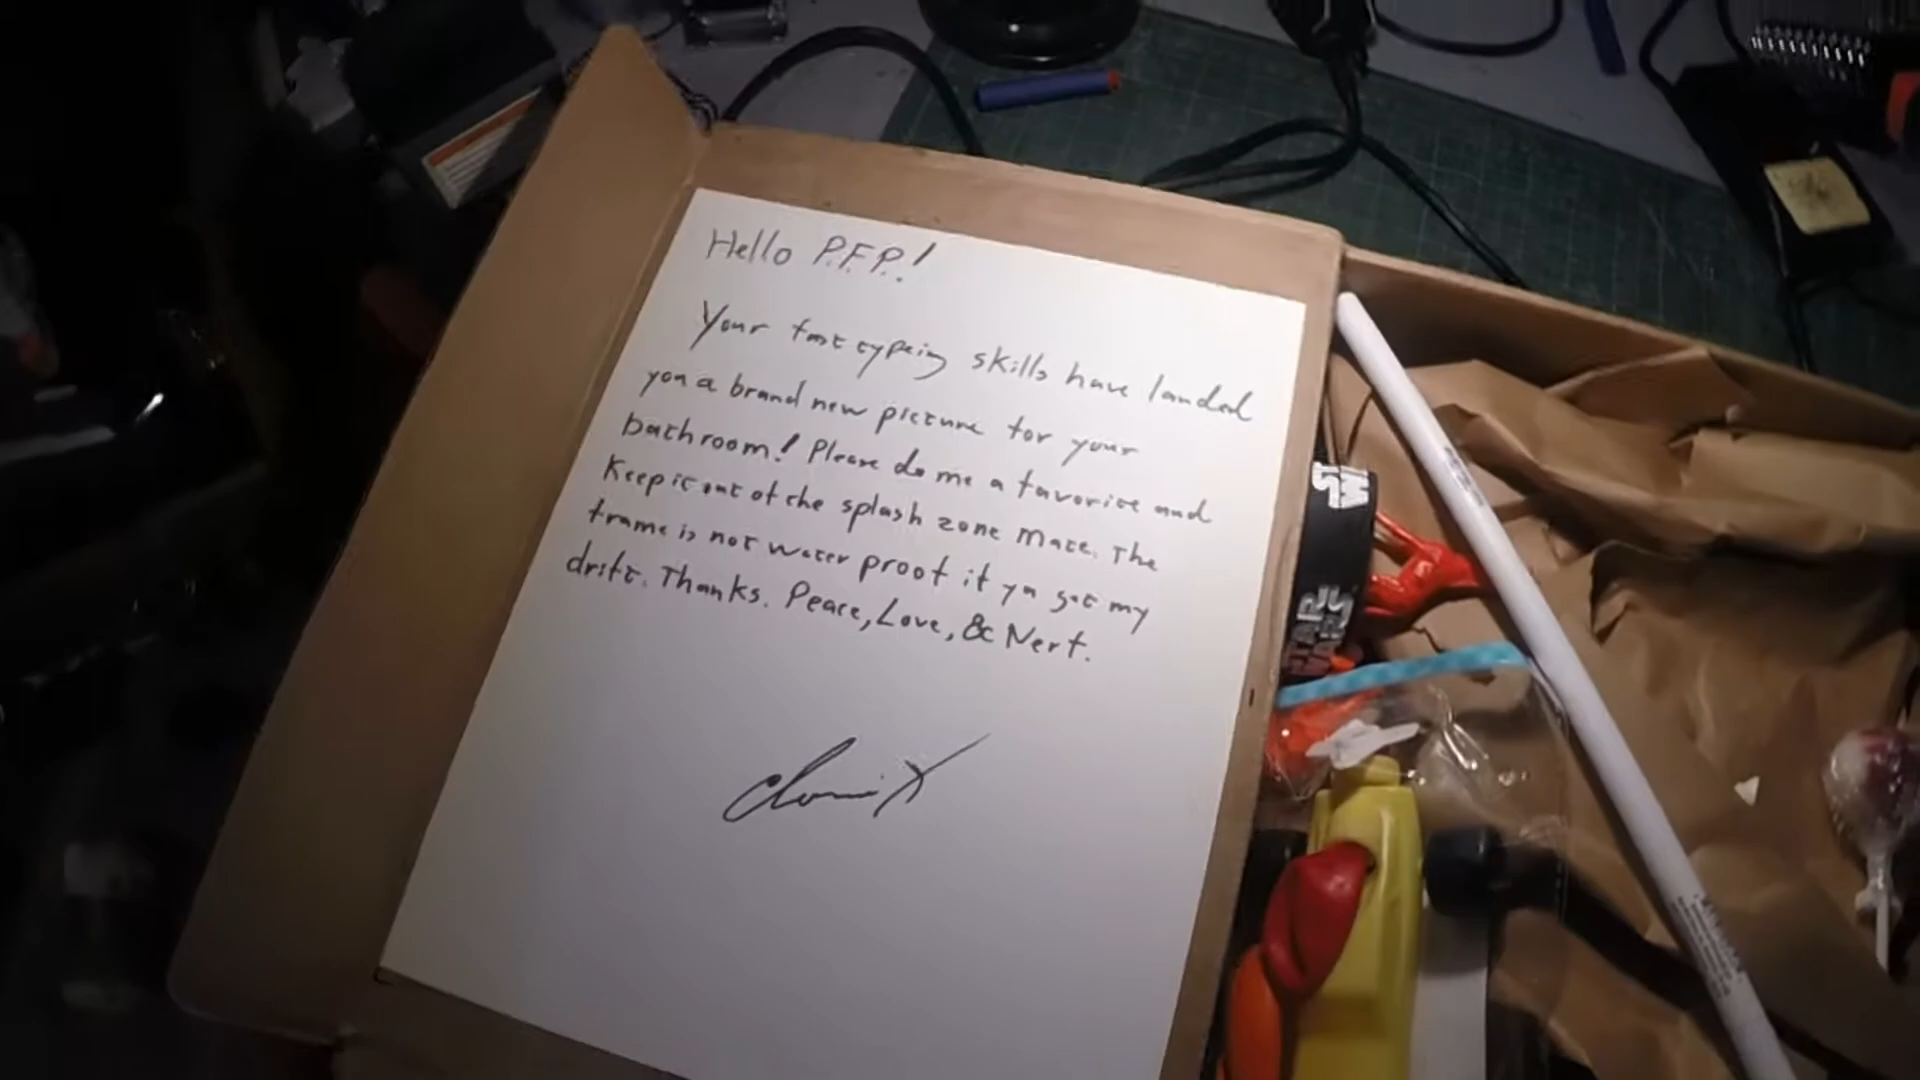 Hello P.F.P.!
Your fast typeing skills have landed
you a brand new picture for your
bathroom! Please do me a favorite and
Keep it out of the splash zone mate. The
frame is not water proof if ya get my
drift. Thanks. Peace, Love, & Nerf.
STAR
WARS